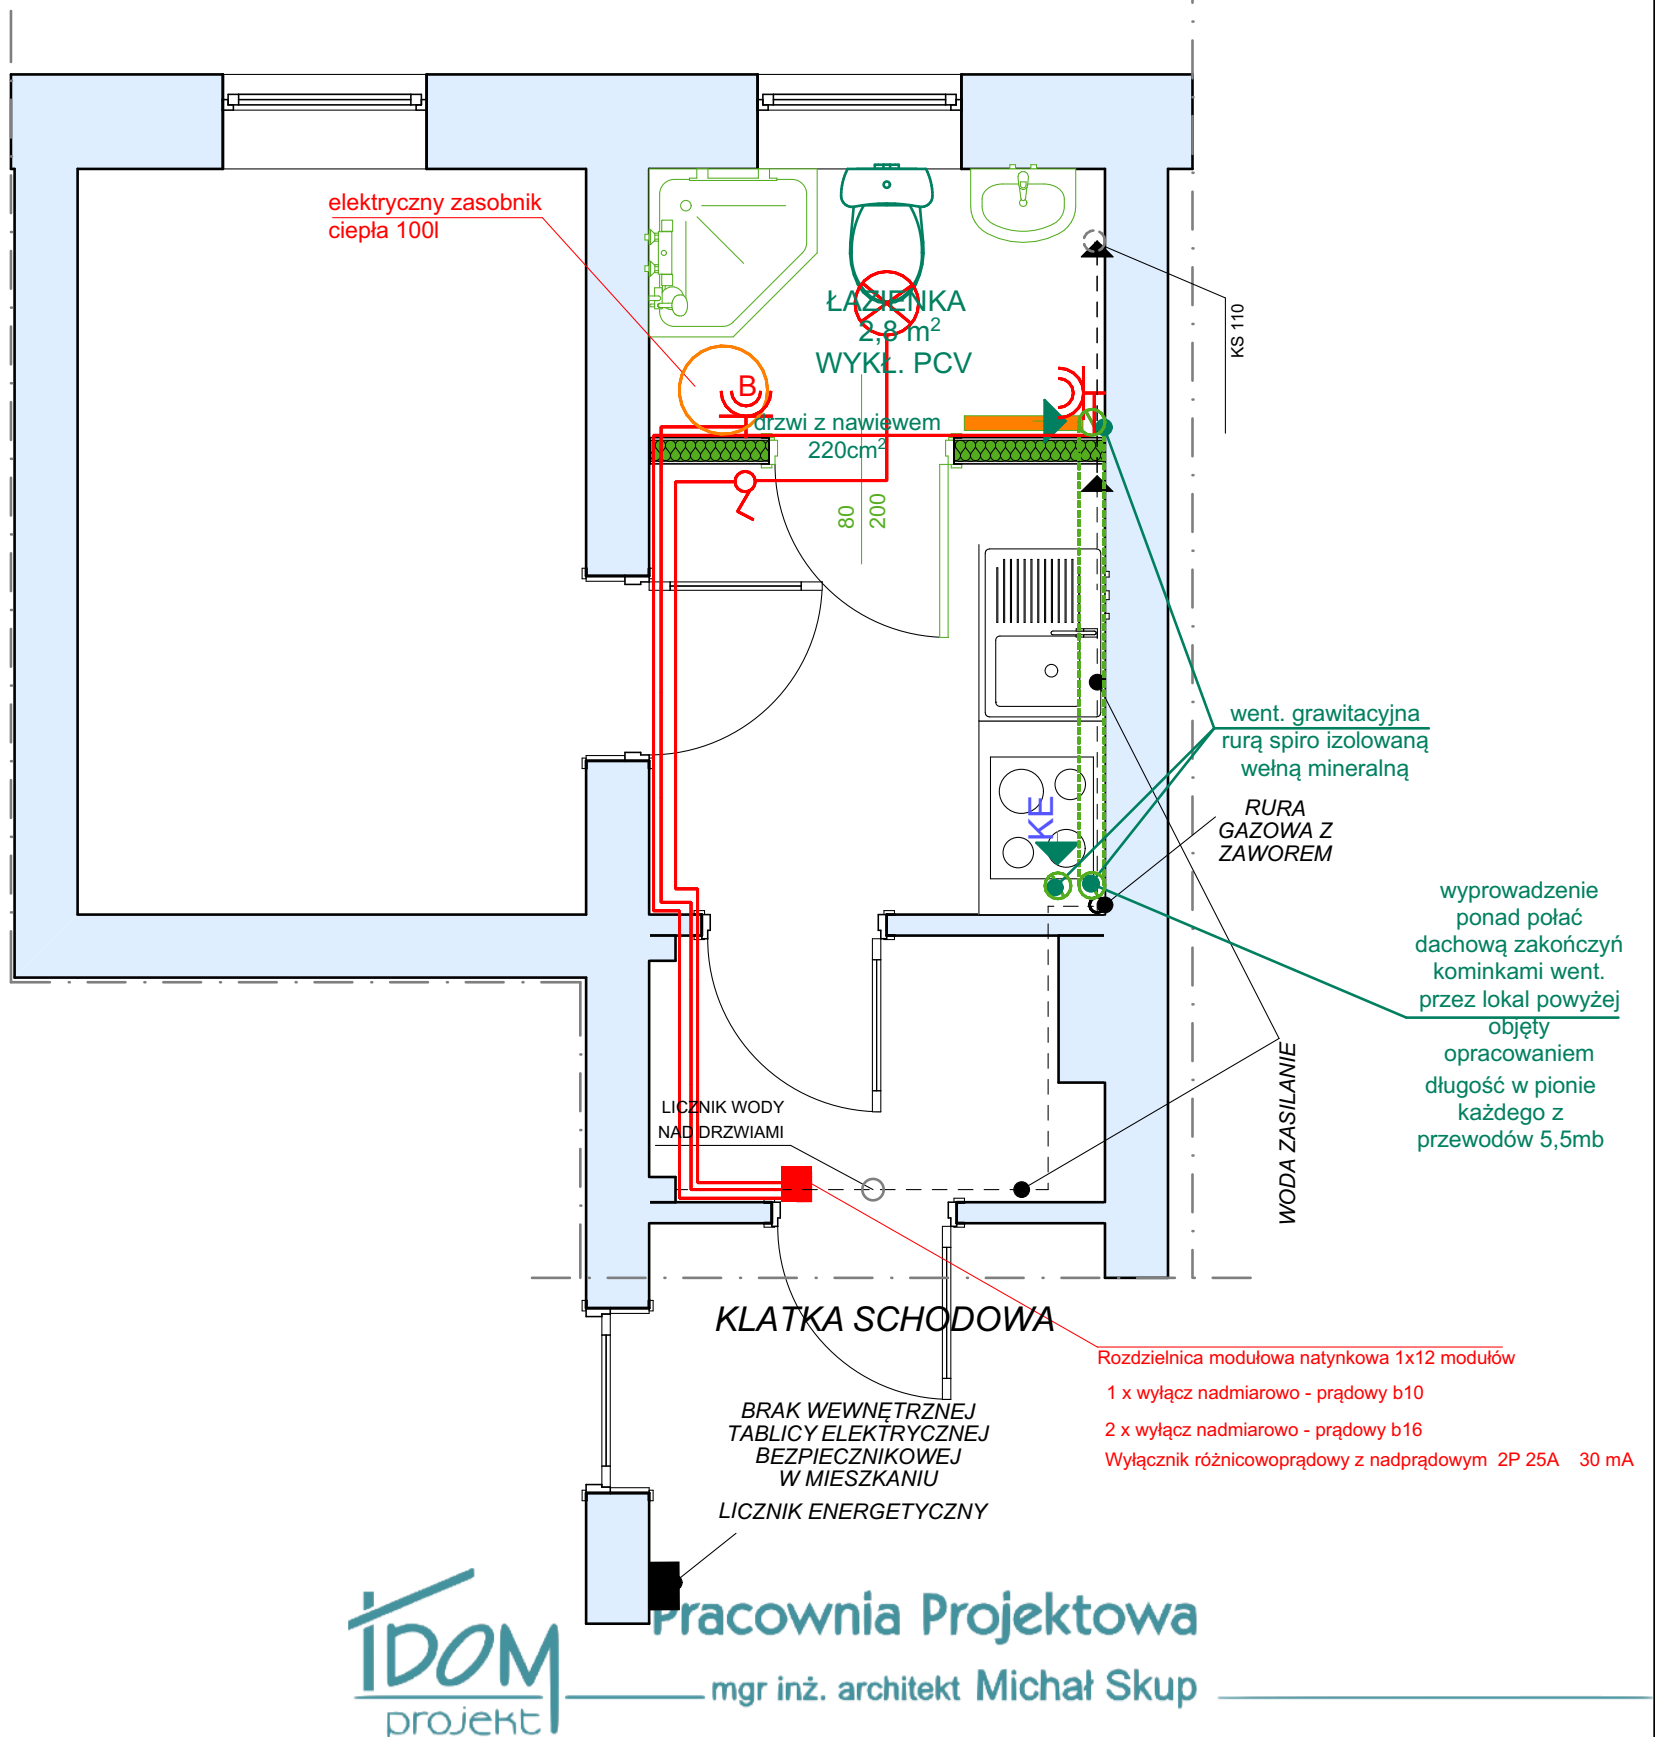 elektryczny zasobnik
ciepła 100l
B
ŁAZIENKA
2,8 m²
WYKŁ. PCV
drzwi z nawiewem
220cm²
80
200
KS 110
KE
went. grawitacyjna
rurą spiro izolowaną
wełną mineralną
RURA
GAZOWA Z
ZAWOREM
wyprowadzenie
ponad połać
dachową zakończyń
kominkami went.
przez lokal powyżej
objęty
opracowaniem
długość w pionie
każdego z
przewodów 5,5mb
WODA ZASILANIE
LICZNIK WODY
NAD DRZWIAMI
KLATKA SCHODOWA
Rozdzielnica modułowa natynkowa 1x12 modułów
1 x wyłącz nadmiarowo - prądowy b10
2 x wyłącz nadmiarowo - prądowy b16
Wyłącznik różnicowoprądowy z nadprądowym 2P 25A 30 mA
BRAK WEWNĘTRZNEJ
TABLICY ELEKTRYCZNEJ
BEZPIECZNIKOWEJ
W MIESZKANIU
LICZNIK ENERGETYCZNY
DOM
projekt
Pracownia Projektowa
mgr inż. architekt Michał Skup